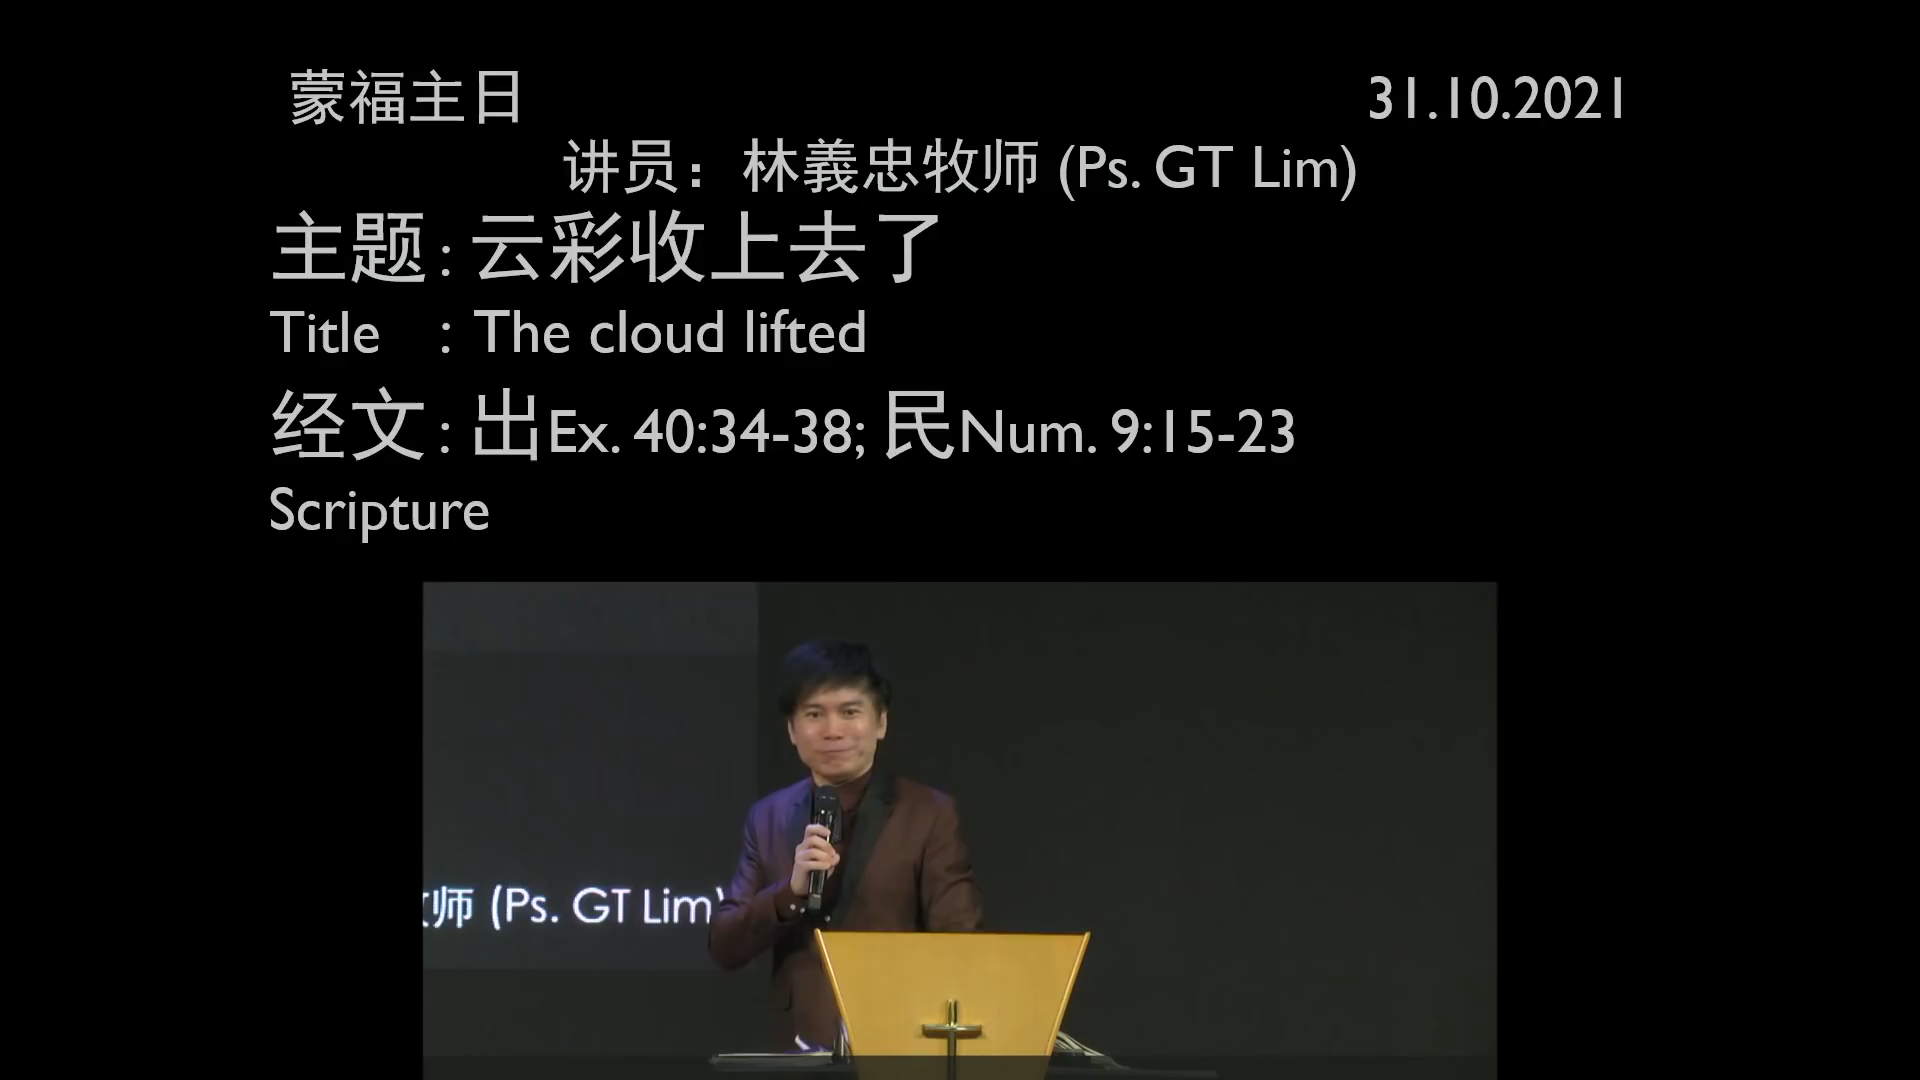 蒙福主日 31.10.2021
讲员：林義忠牧师 (Ps. GT Lim)
主题 : 云彩收上去了
Title : The cloud lifted
经文 : 出Ex. 40:34-38; 民Num. 9:15-23
Scripture
师 (Ps. GT Lim)